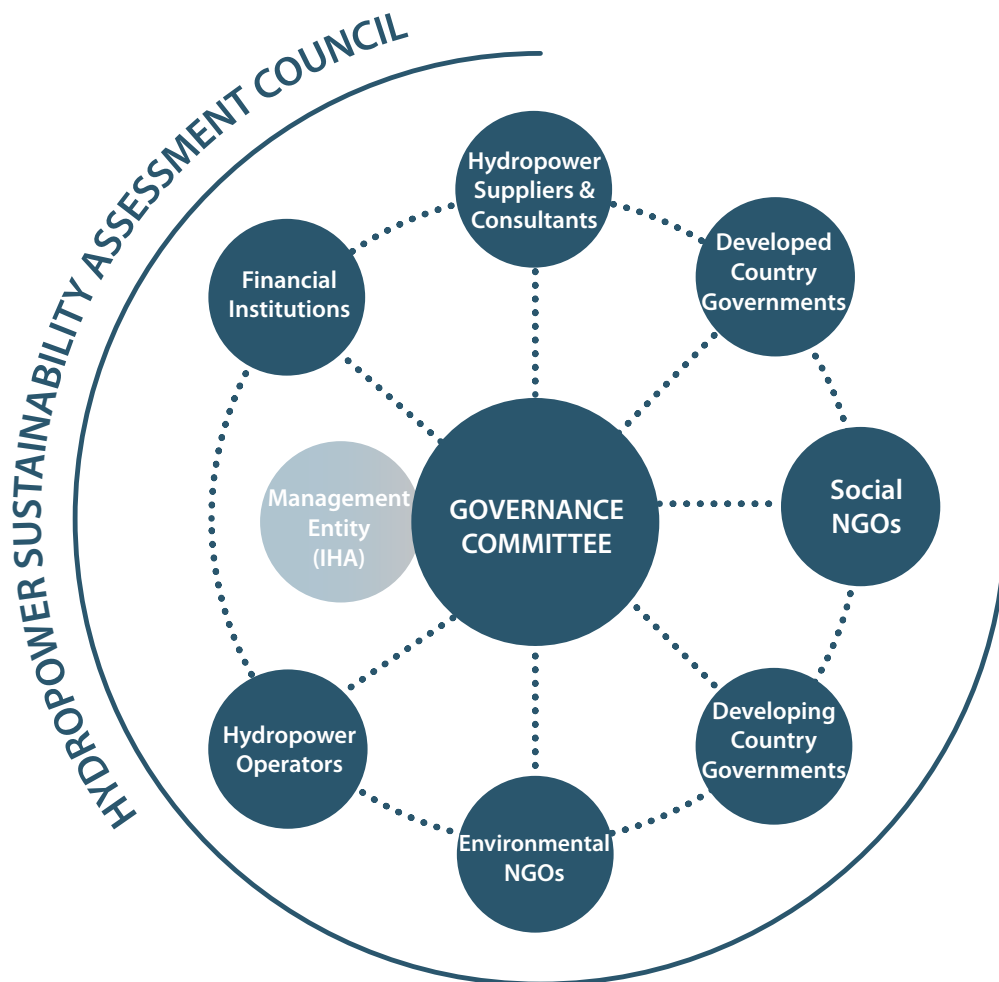 HYDROPOWER SUSTAINABILITY ASSESSMENT COUNCIL
Hydropower
Suppliers &
Consultants
Developed
Country
Governments
Financial
Institutions
Management
Entity
(IHA)
GOVERNANCE
COMMITTEE
Social
NGOs
Hydropower
Operators
Developing
Country
Governments
Environmental
NGOs